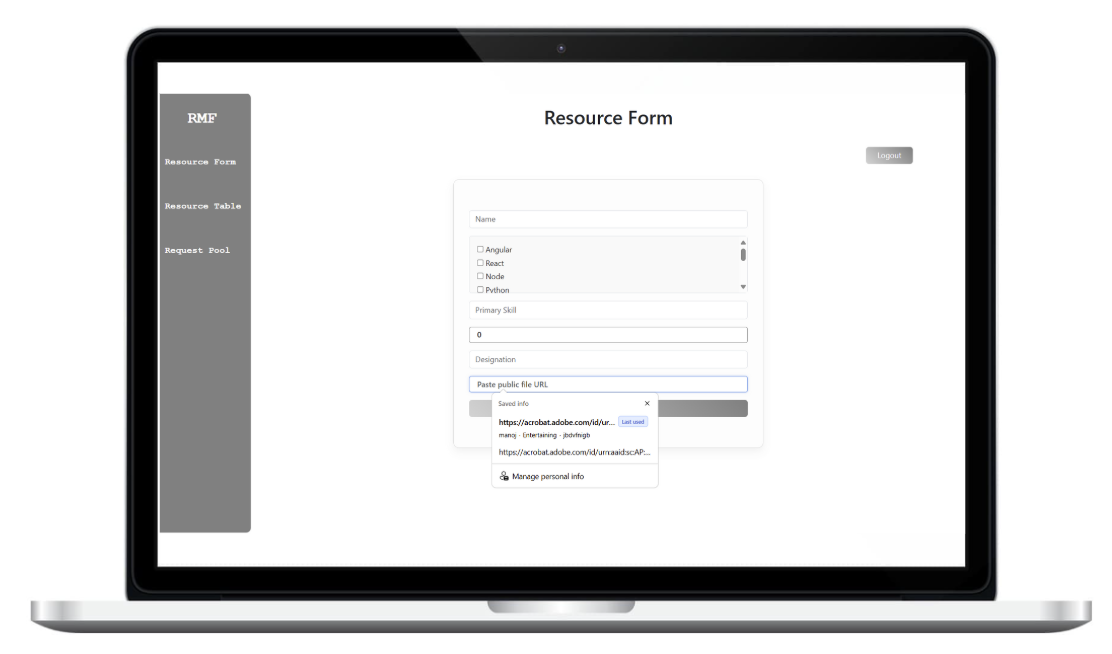 RMF
Resource Form
Resource Table
Request Pool
Resource Form
Logout
Name
Angular
React
Node
Python
Primary Skill
0
Designation
Paste public file URL
Saved info
https://acrobat.adobe.com/id/ur... Last used
manoj · Entertaining · jbdvfnigb
https://acrobat.adobe.com/id/urn:aaid:sc:AP:...
Manage personal info